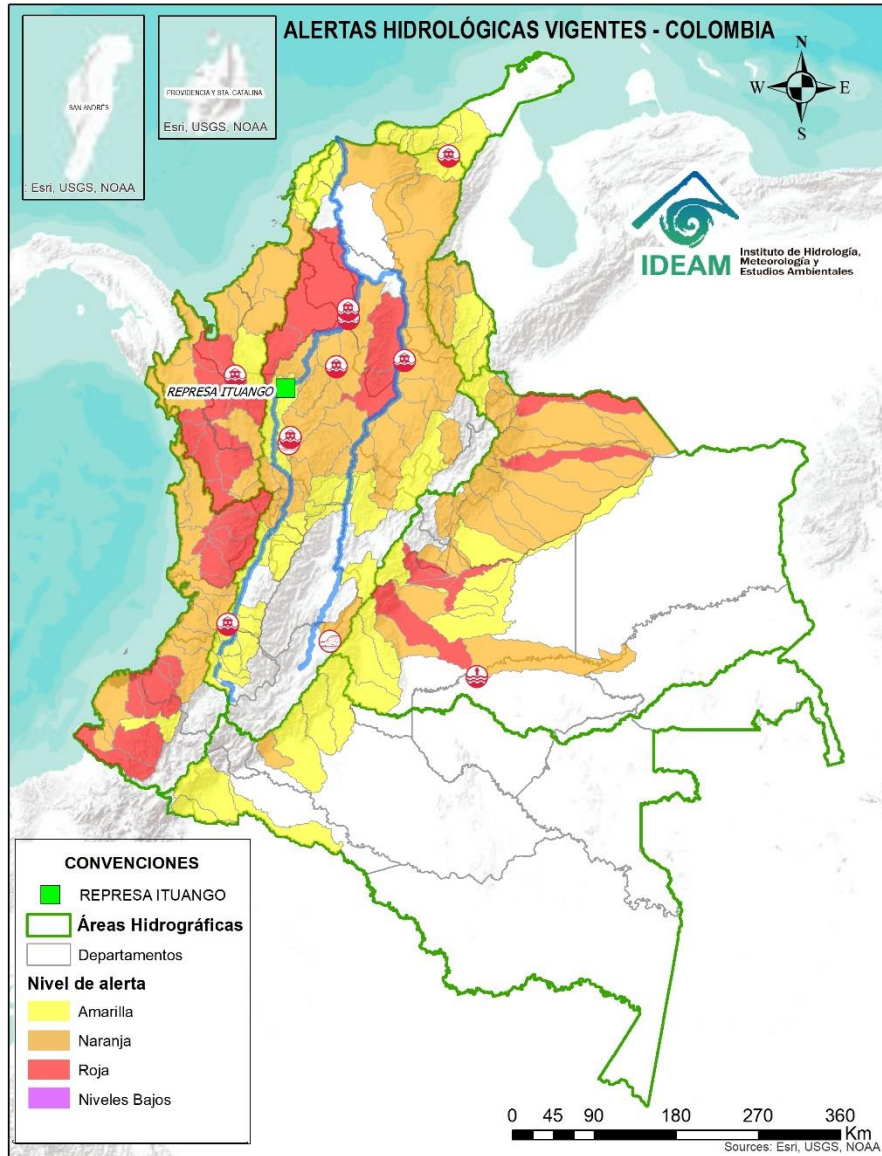 ALERTAS HIDROLÓGICAS VIGENTES - COLOMBIA
SAN ANDRÉS
: Esri, USGS, NOAA
PROVIDENCIA Y STA. CATALINA
Esri, USGS, NOAA
N
W
E
S
IDEAM
Instituto de Hidrología,
Meteorología y
Estudios Ambientales
REPRESA ITUANGO
CONVENCIONES
REPRESA ITUANGO
Áreas Hidrográficas
Departamentos
Nivel de alerta
Amarilla
Naranja
Roja
Niveles Bajos
0 45 90 180 270 360
Km
Sources: Esri, USGS, NOAA